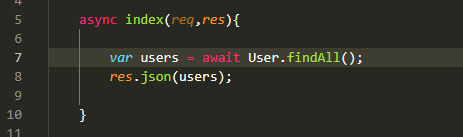 4
5 async index(req,res){
6
7 var users = await User.findAll();
8 res.json(users);
9
10 }
11